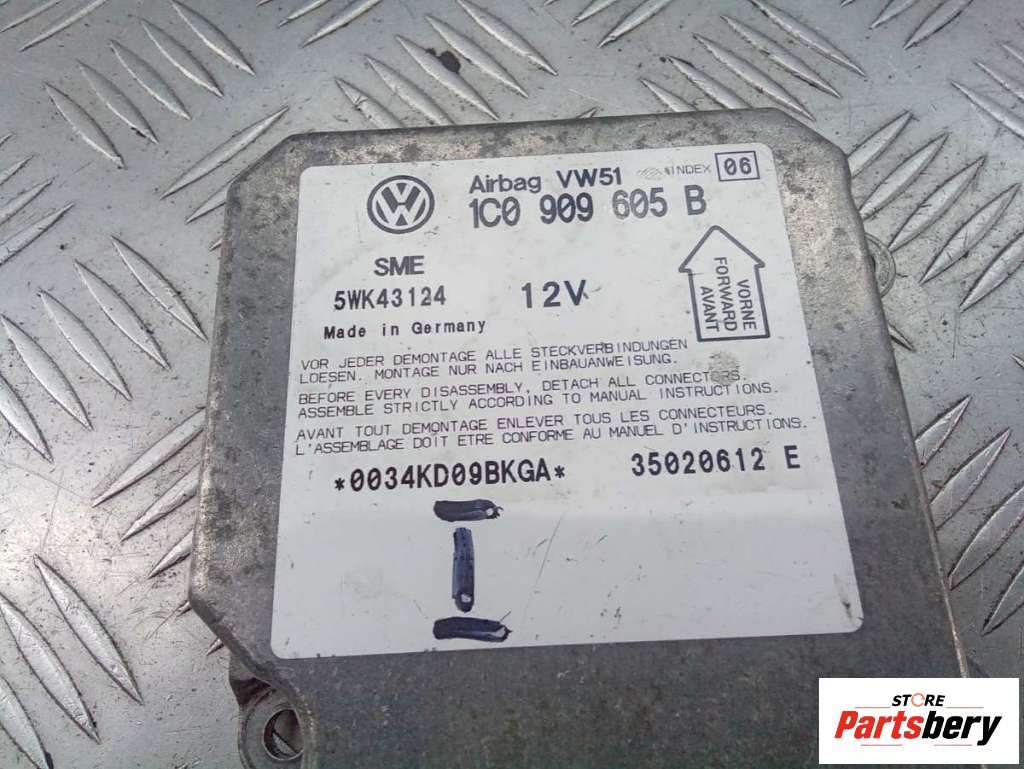 Airbag VW51 INDEX 06
1C0 909 605 B
SME
5WK43124 12V
Made in Germany
VORNE
FORWARD
AVANT
VOR JEDER DEMONTAGE ALLE STECKVERBINDUNGEN
LOESEN. MONTAGE NUR NACH EINBAUANWEISUNG.
BEFORE EVERY DISASSEMBLY, DETACH ALL CONNECTORS.
ASSEMBLE STRICTLY ACCORDING TO MANUAL INSTRUCTIONS.
AVANT TOUT DEMONTAGE ENLEVER TOUS LES CONNECTEURS.
L'ASSEMBLAGE DOIT ETRE CONFORME AU MANUEL D'INSTRUCTIONS.
*0034KD09BKGA* 35020612 E
I
STORE
Partsbery